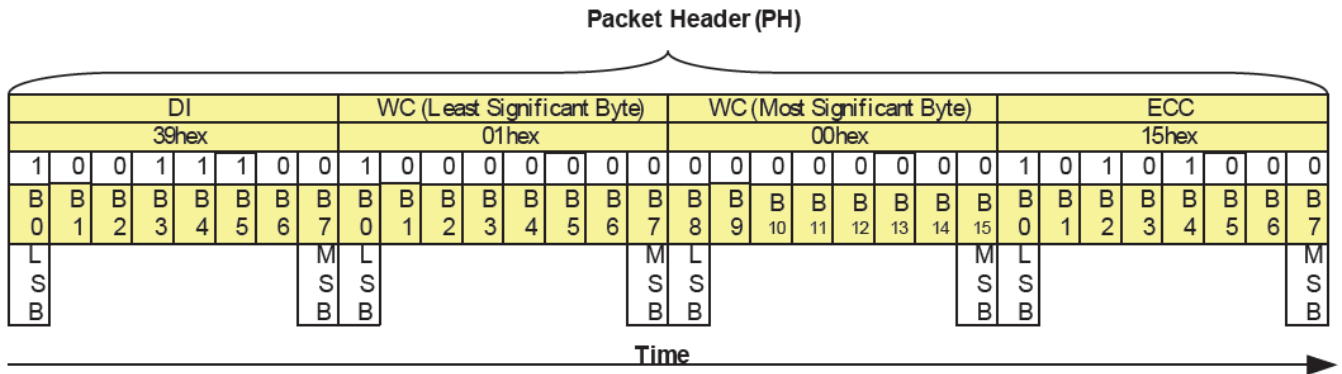 Packet Header (PH)
DI WC (Least Significant Byte) WC (Most Significant Byte) ECC
39hex 01hex 00hex 15hex
1 0 0 1 1 1 0 0 1 0 0 0 0 0 0 0 0 0 0 0 0 0 0 0 1 0 1 0 1 0 0 0
B B B B B B B B B B B B B B B B B B B B B B B B B B B B B B B B
0 1 2 3 4 5 6 7 0 1 2 3 4 5 6 7 8 9 10 11 12 13 14 15 0 1 2 3 4 5 6 7
L M L M L M L M
S S S S S S S S
B B B B B B B B
Time